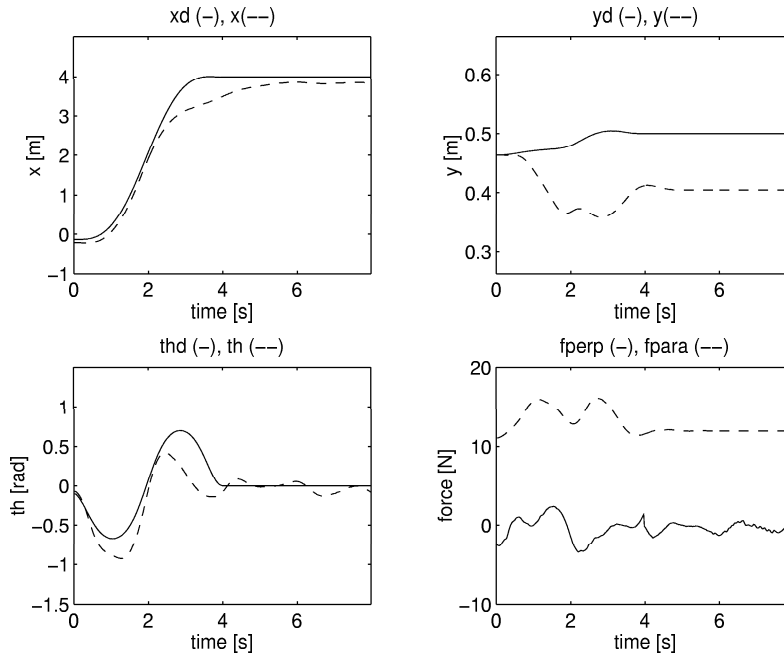 xd (−), x(−−)
4
3
2
1
0
−1
x [m]
0 2 4 6
time [s]
yd (−), y(−−)
0.6
0.5
0.4
0.3
y [m]
0 2 4 6
time [s]
thd (−), th (−−)
1
0.5
0
−0.5
−1
−1.5
th [rad]
0 2 4 6
time [s]
fperp (−), fpara (−−)
20
10
0
−10
force [N]
0 2 4 6
time [s]